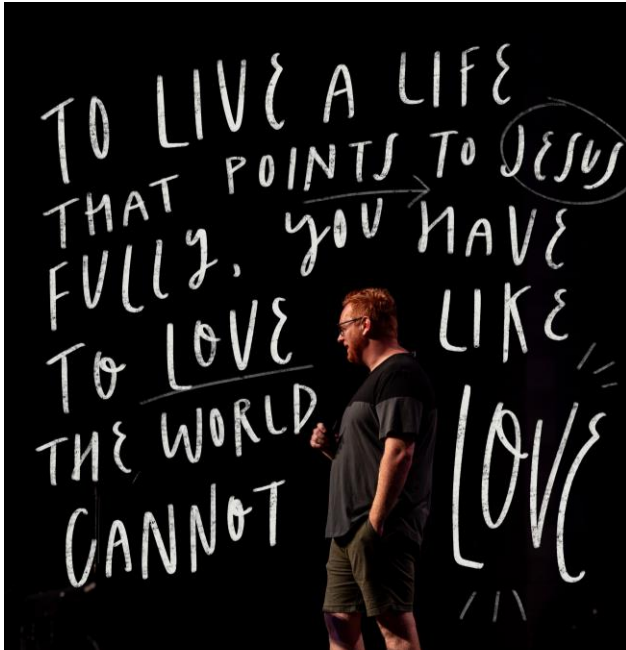 TO LIVE A LIFE
THAT POINTS TO JESUS
FULLY, YOU HAVE
TO LOVE LIKE
THE WORLD
CANNOT LOVE